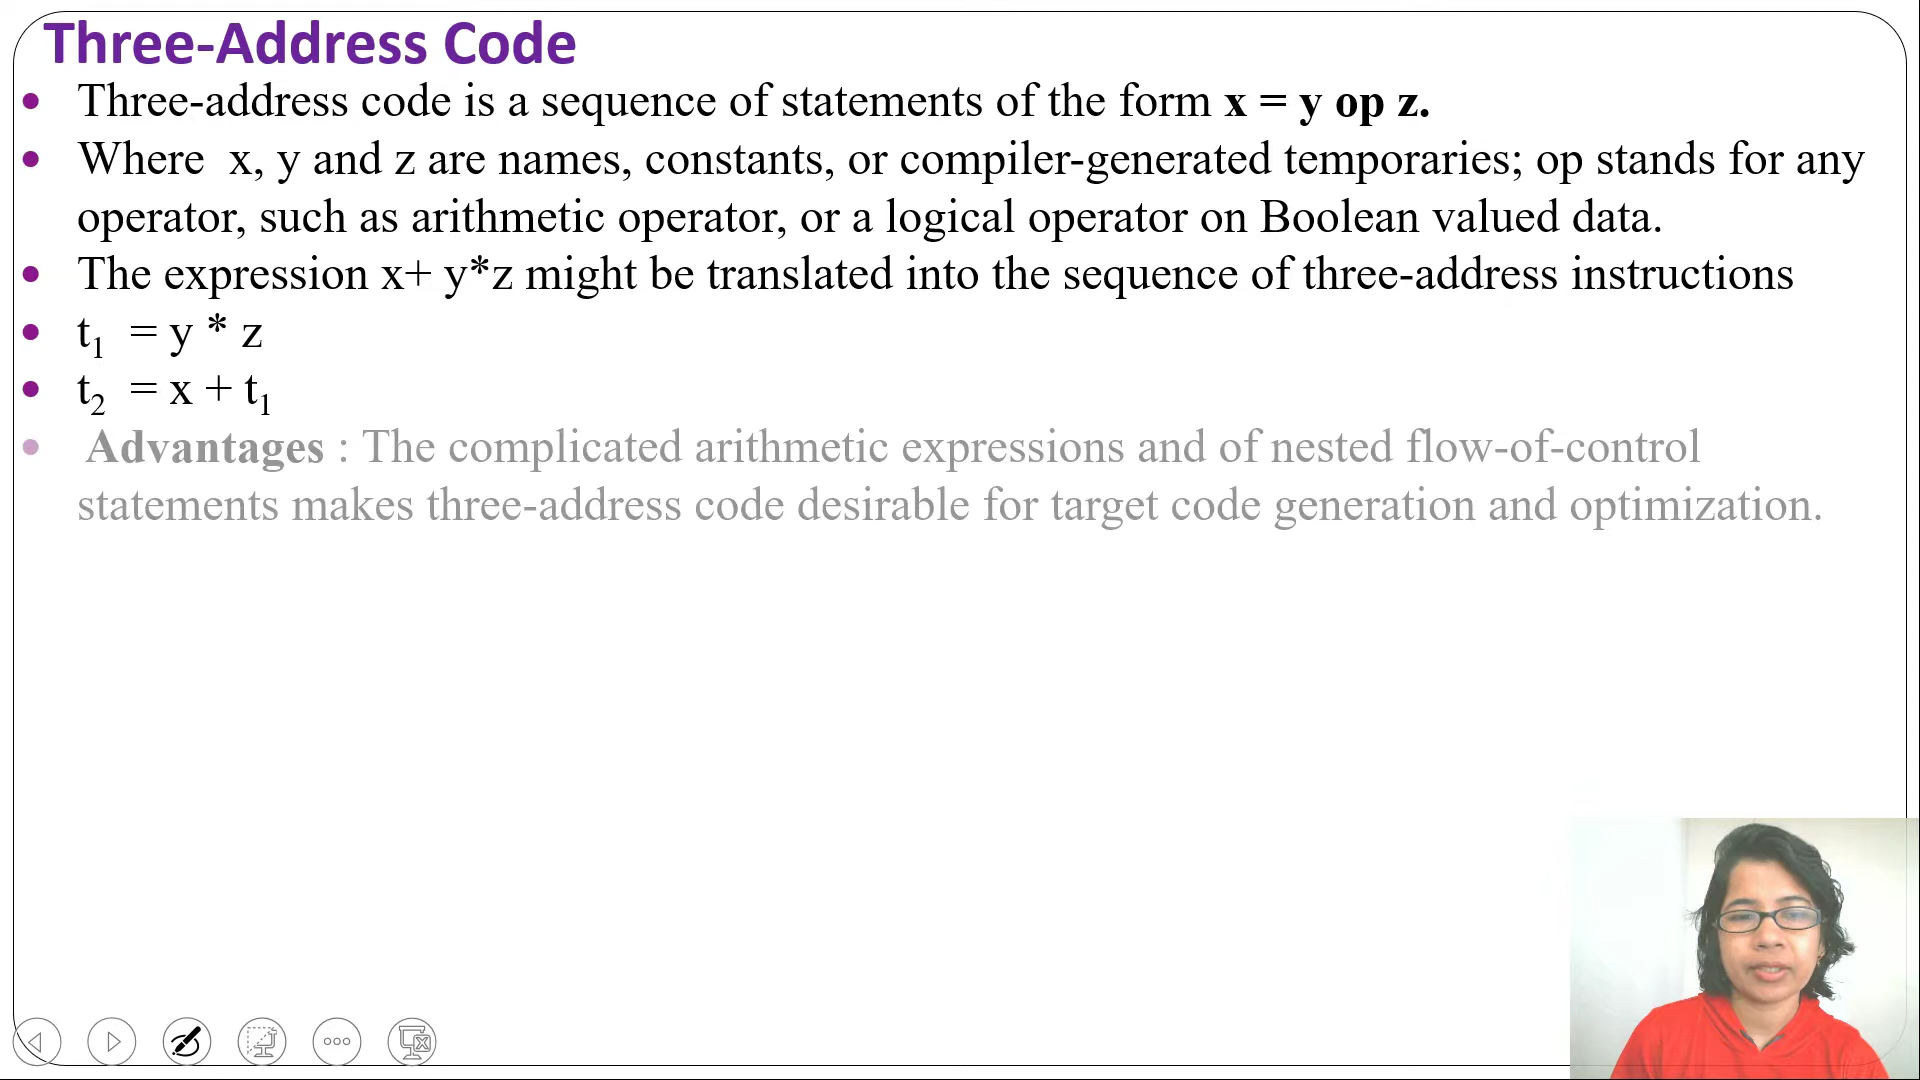 Three-Address Code
• Three-address code is a sequence of statements of the form x = y op z.
• Where x, y and z are names, constants, or compiler-generated temporaries; op stands for any
operator, such as arithmetic operator, or a logical operator on Boolean valued data.
• The expression x+ y*z might be translated into the sequence of three-address instructions
• t₁ = y * z
• t₂ = x + t₁
• Advantages : The complicated arithmetic expressions and of nested flow-of-control
statements makes three-address code desirable for target code generation and optimization.